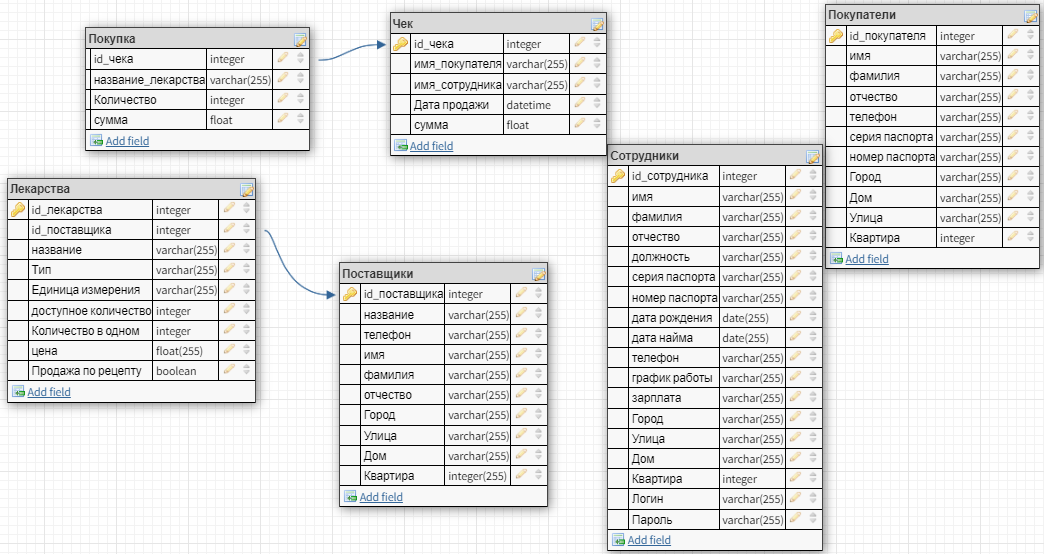 Покупка
id_чека integer
название_лекарства varchar(255)
Количество integer
сумма float
Add field
Чек
id_чека integer
имя_покупателя varchar(255)
имя_сотрудника varchar(255)
Дата продажи datetime
сумма float
Add field
Покупатели
id_покупателя integer
имя varchar(255)
фамилия varchar(255)
отчество varchar(255)
телефон varchar(255)
серия паспорта varchar(255)
номер паспорта varchar(255)
Город varchar(255)
Дом varchar(255)
Улица varchar(255)
Квартира integer
Add field
Лекарства
id_лекарства integer
id_поставщика integer
название varchar(255)
Тип varchar(255)
Единица измерения varchar(255)
доступное количество integer
Количество в одном integer
цена float(255)
Продажа по рецепту boolean
Add field
Поставщики
id_поставщика integer
название varchar(255)
телефон varchar(255)
имя varchar(255)
фамилия varchar(255)
отчество varchar(255)
Город varchar(255)
Улица varchar(255)
Дом varchar(255)
Квартира integer(255)
Add field
Сотрудники
id_сотрудника integer
имя varchar(255)
фамилия varchar(255)
отчество varchar(255)
должность varchar(255)
серия паспорта varchar(255)
номер паспорта varchar(255)
дата рождения date(255)
дата найма date(255)
телефон varchar(255)
график работы varchar(255)
зарплата varchar(255)
Город varchar(255)
Улица varchar(255)
Дом varchar(255)
Квартира integer
Логин varchar(255)
Пароль varchar(255)
Add field